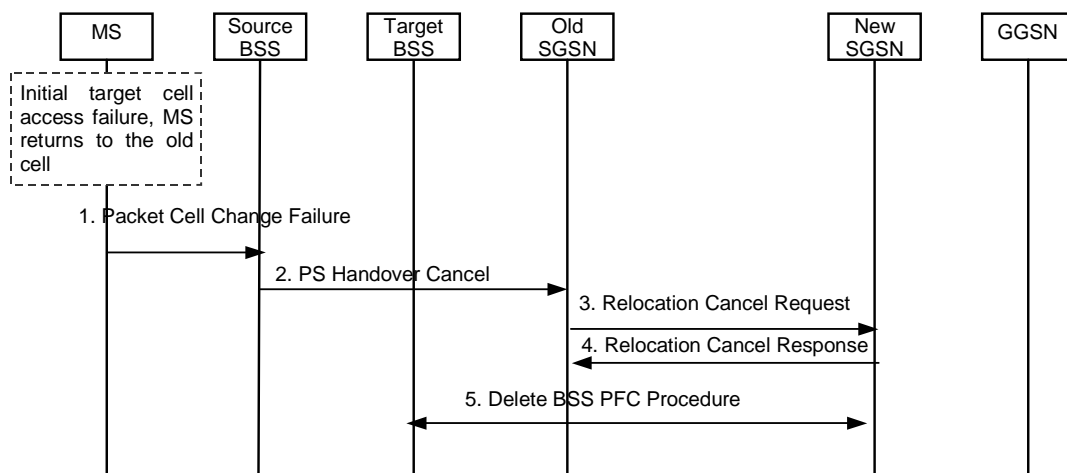 MS
Source
BSS
Target
BSS
Old
SGSN
New
SGSN
GGSN
Initial target cell
access failure, MS
returns to the old
cell
1. Packet Cell Change Failure
2. PS Handover Cancel
3. Relocation Cancel Request
4. Relocation Cancel Response
5. Delete BSS PFC Procedure